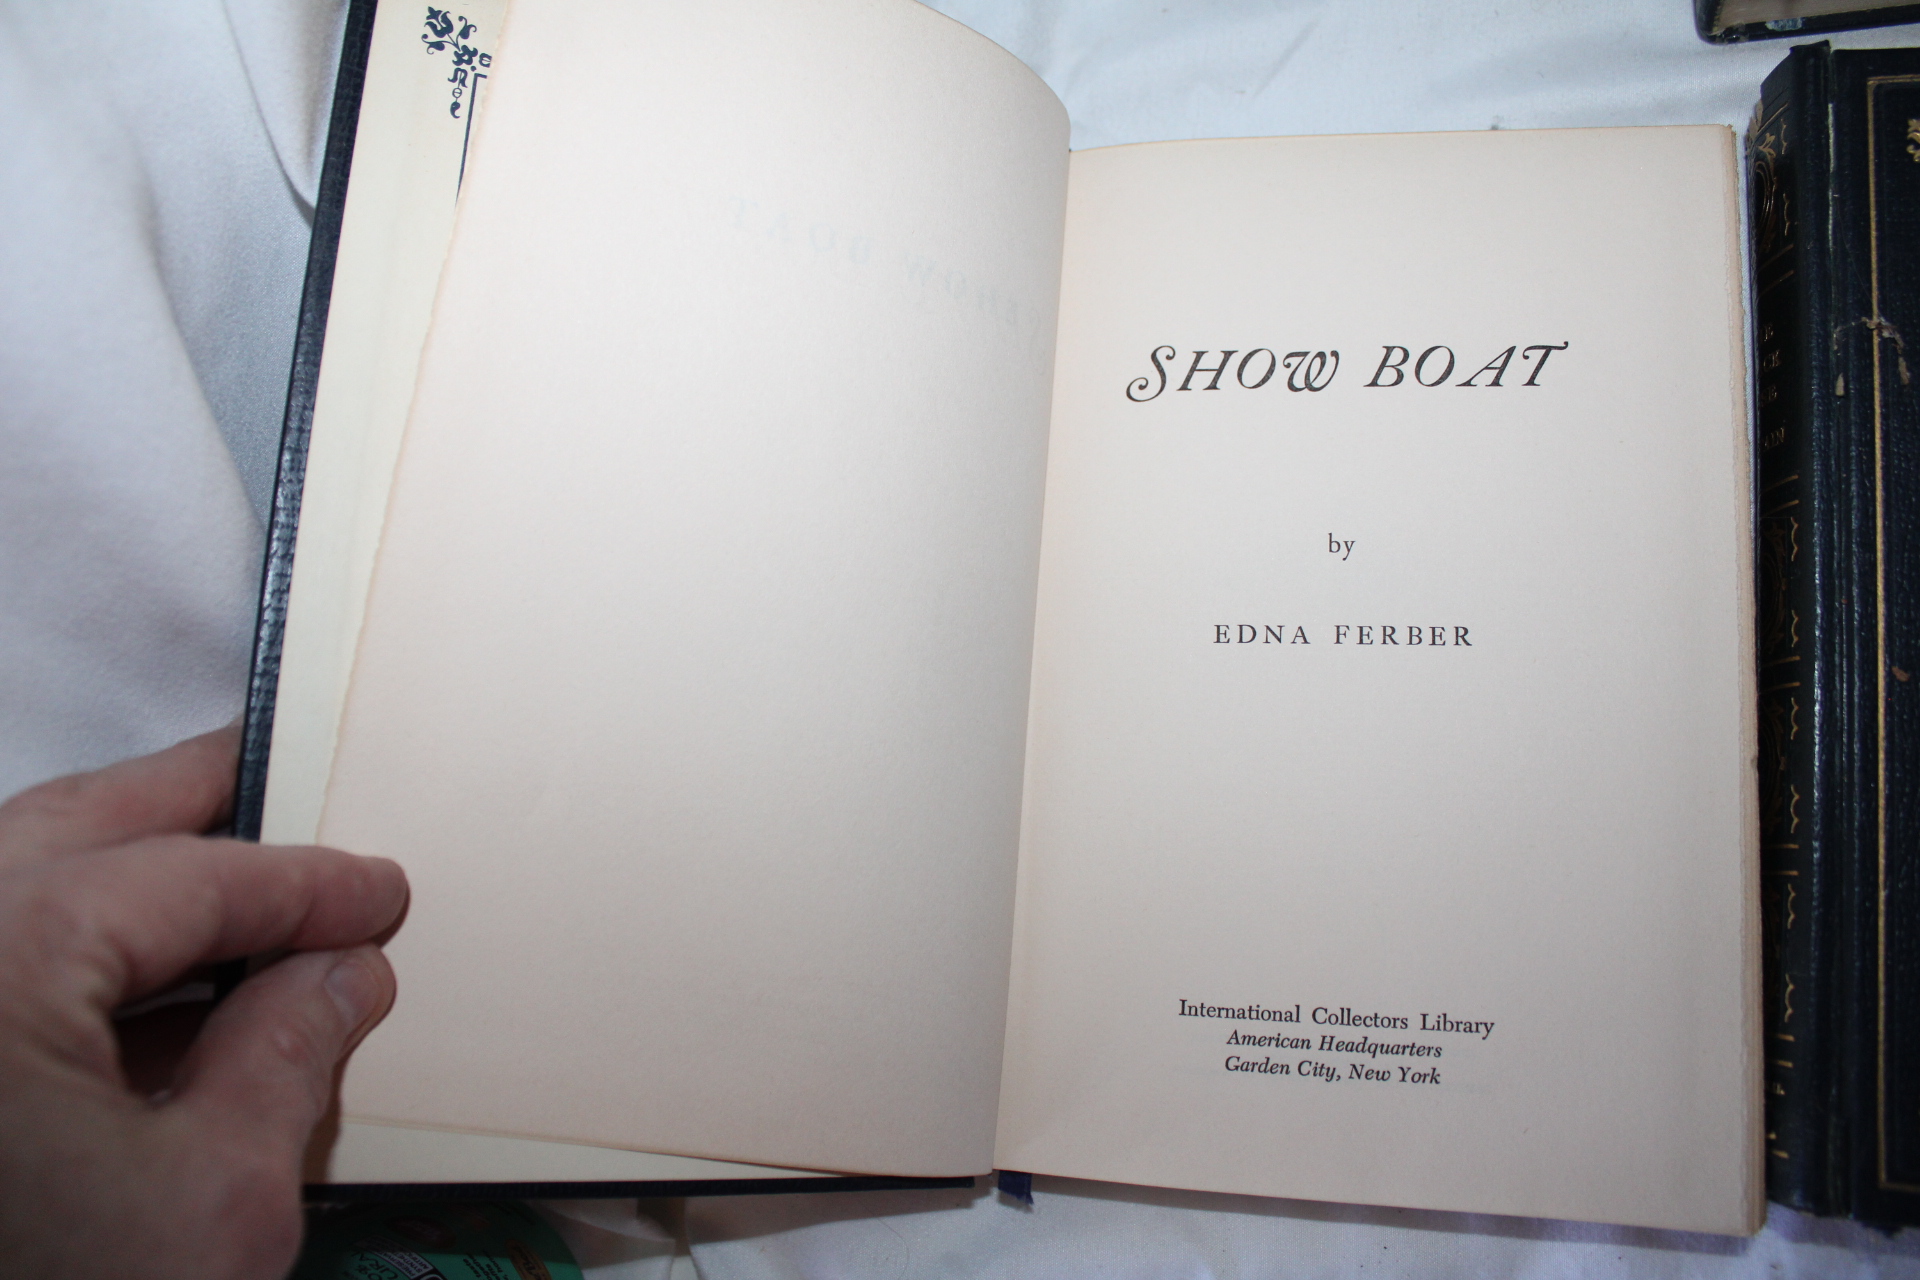 SHOW BOAT
by
EDNA FERBER
International Collectors Library
American Headquarters
Garden City, New York